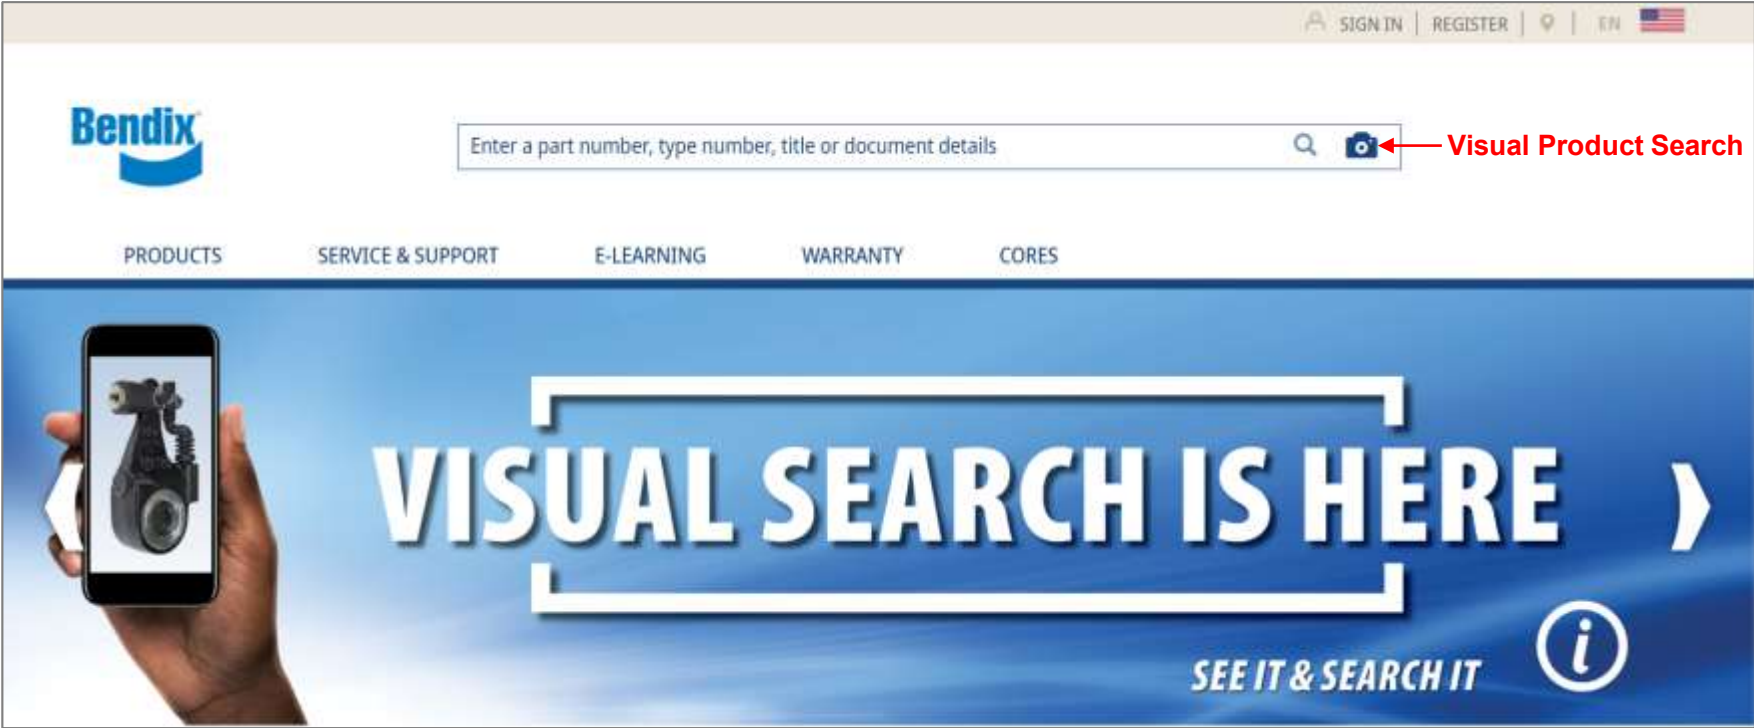 SIGN IN | REGISTER | | EN
Bendix
Enter a part number, type number, title or document details
Visual Product Search
PRODUCTS SERVICE & SUPPORT E-LEARNING WARRANTY CORES
VISUAL SEARCH IS HERE
SEE IT & SEARCH IT
i